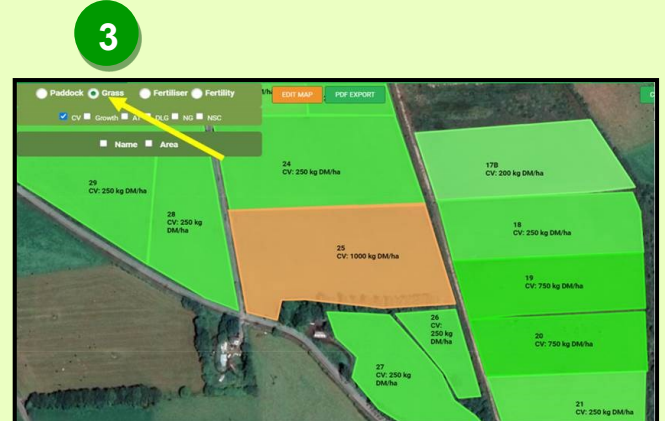 3
Paddock Grass Fertiliser Fertility
EDIT MAP PDF EXPORT
CV Growth DLG NG NSC
Name Area
24
CV: 250 kg DM/ha
17B
CV: 200 kg DM/ha
29
CV: 250 kg DM/ha
28
CV: 250 kg
DM/ha
18
CV: 250 kg DM/ha
25
CV: 1000 kg DM/ha
19
CV: 750 kg DM/ha
26
CV:
250 kg
DM/ha
20
CV: 750 kg DM/ha
27
CV: 250 kg
DM/ha
21
CV: 250 kg DM/ha